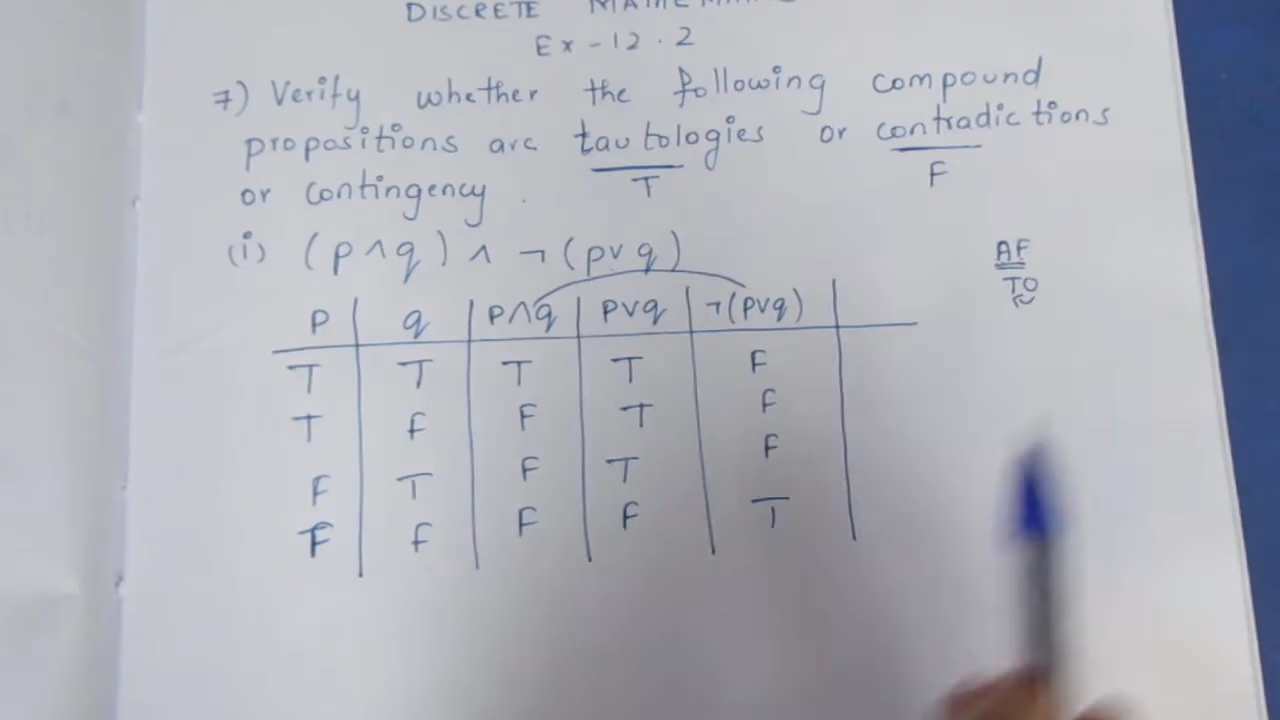 DISCRETE
Ex - 12 . 2
7) Verify whether the following compound
propositions are tautologies or contradictions
T F
or contingency .
(i) (p ∧ q) ∧ ¬ (p ∨ q)
AF
TO
p q p∧q p∨q ¬(p∨q)
T T T T F
T F F T F
F T F T F
F F F F T